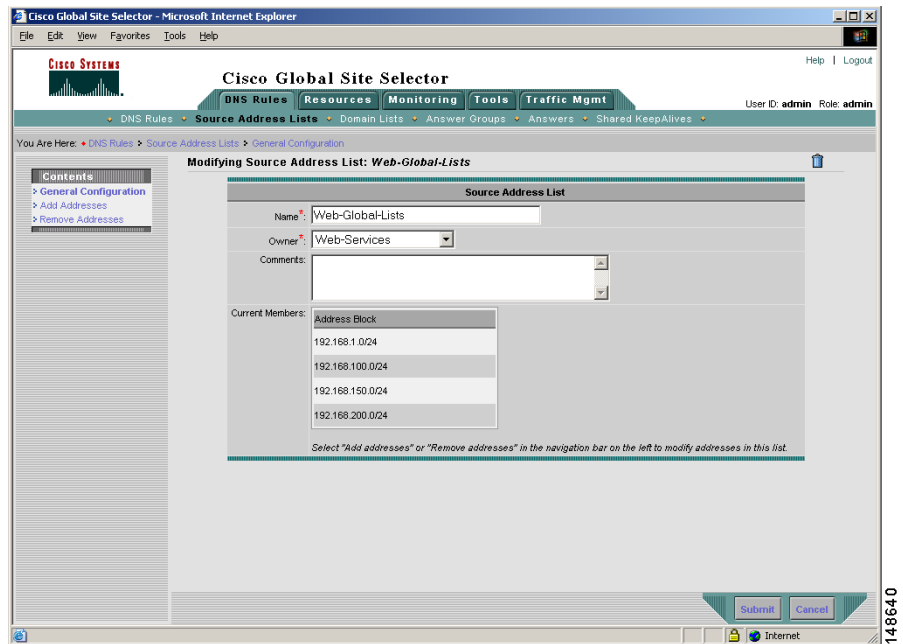 Cisco Global Site Selector - Microsoft Internet Explorer
File Edit View Favorites Tools Help
Help | Logout
CISCO SYSTEMS
Cisco Global Site Selector
DNS Rules Resources Monitoring Tools Traffic Mgmt
User ID: admin Role: admin
DNS Rules Source Address Lists Domain Lists Answer Groups Answers Shared KeepAlives
You Are Here: DNS Rules Source Address Lists General Configuration
Modifying Source Address List: Web-Global-Lists
Contents
General Configuration
Add Addresses
Remove Addresses
Source Address List
Name*: Web-Global-Lists
Owner*: Web-Services
Comments:
Current Members:
Address Block
192.168.1.0/24
192.168.100.0/24
192.168.150.0/24
192.168.200.0/24
Select "Add addresses" or "Remove addresses" in the navigation bar on the left to modify addresses in this list.
Submit Cancel
Internet
148640